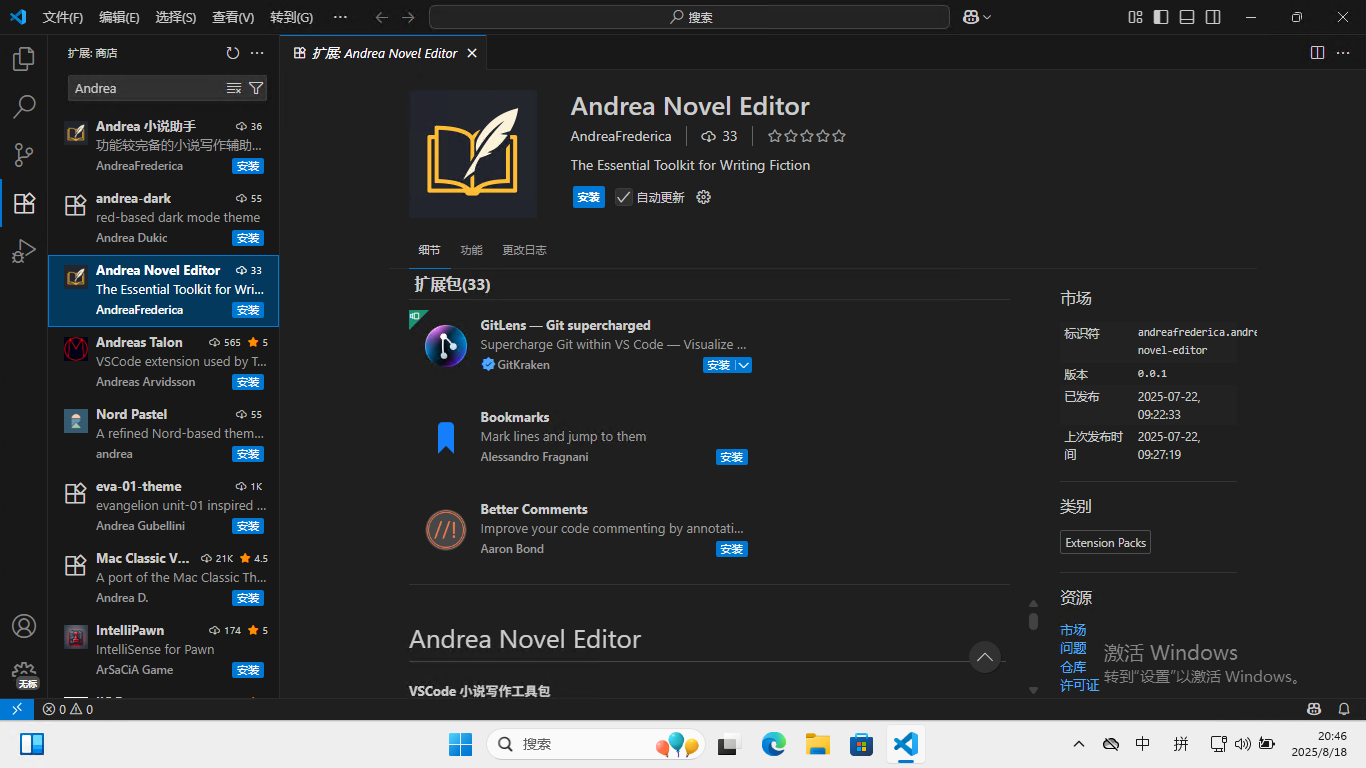 文件(F) 编辑(E) 选择(S) 查看(V) 转到(G) ··· 搜索
扩展: 商店
Andrea
Andrea 小说助手 36
功能较完备的小说写作辅助...
AndreaFrederica 安装
andrea-dark 55
red-based dark mode theme
Andrea Dukic 安装
Andrea Novel Editor 33
The Essential Toolkit for Wri...
AndreaFrederica 安装
Andreas Talon 565 5
VSCode extension used by T...
Andreas Arvidsson 安装
Nord Pastel 55
A refined Nord-based them...
andrea 安装
eva-01-theme 1K
evangelion unit-01 inspired ...
Andrea Gubellini 安装
Mac Classic V... 21K 4.5
A port of the Mac Classic Th...
Andrea D. 安装
IntelliPawn 174 5
IntelliSense for Pawn
ArSaCiA Game 安装
无标
扩展: Andrea Novel Editor
Andrea Novel Editor
AndreaFrederica 33
The Essential Toolkit for Writing Fiction
安装 自动更新
细节 功能 更改日志
扩展包(33)
GitLens — Git supercharged
Supercharge Git within VS Code — Visualize ...
GitKraken 安装
Bookmarks
Mark lines and jump to them
Alessandro Fragnani 安装
Better Comments
Improve your code commenting by annotati...
Aaron Bond 安装
Andrea Novel Editor
VSCode 小说写作工具包
市场
标识符 andreafrederica.andre
novel-editor
版本 0.0.1
已发布 2025-07-22,
09:22:33
上次发布时 2025-07-22,
间 09:27:19
类别
Extension Packs
资源
市场
问题
仓库
许可证
激活 Windows
转到"设置"以激活 Windows。
0 0
搜索
中 拼
20:46
2025/8/18